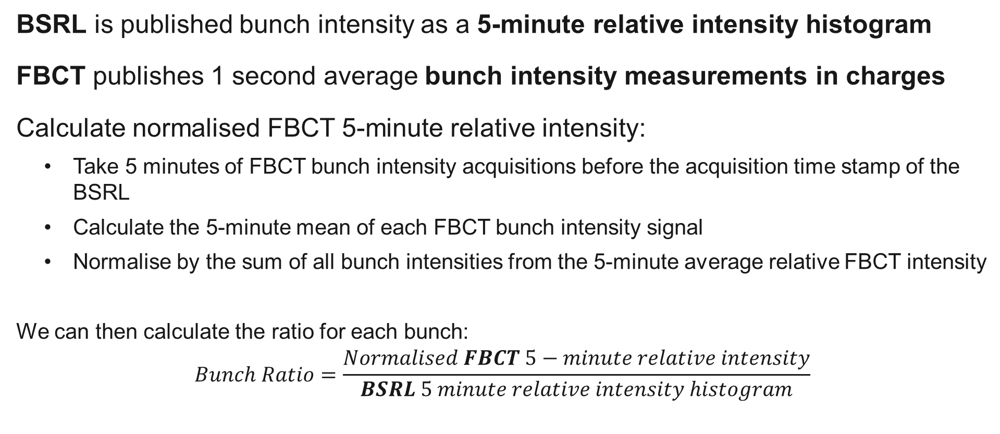 BSRL is published bunch intensity as a 5-minute relative intensity histogram
FBCT publishes 1 second average bunch intensity measurements in charges
Calculate normalised FBCT 5-minute relative intensity:
• Take 5 minutes of FBCT bunch intensity acquisitions before the acquisition time stamp of the
BSRL
• Calculate the 5-minute mean of each FBCT bunch intensity signal
• Normalise by the sum of all bunch intensities from the 5-minute average relative FBCT intensity
We can then calculate the ratio for each bunch:
Normalised FBCT 5 − minute relative intensity
Bunch Ratio =
BSRL 5 minute relative intensity histogram